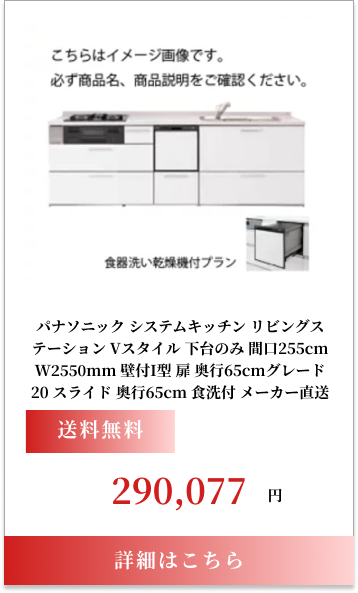 こちらはイメージ画像です。
必ず商品名、商品説明をご確認ください。
食器洗い乾燥機付プラン
パナソニック システムキッチン リビングス
テーション Vスタイル 下台のみ 間口255cm
W2550mm 壁付I型 扉 奥行65cmグレード
20 スライド 奥行65cm 食洗付 メーカー直送
送料無料
290,077 円
詳細はこちら